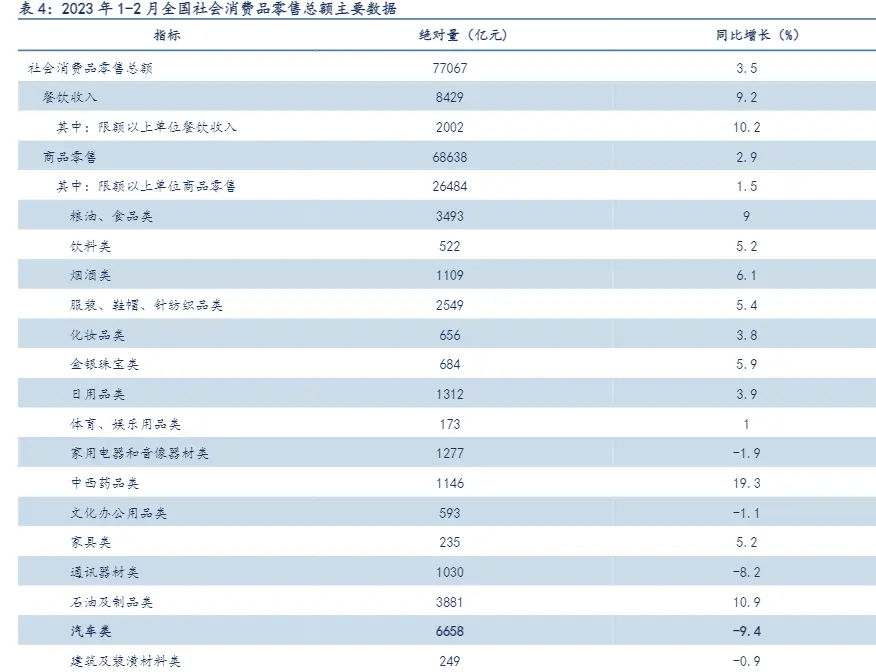 表 4：2023 年 1-2 月全国社会消费品零售总额主要数据
指标 绝对量（亿元） 同比增长（%）
社会消费品零售总额 77067 3.5
餐饮收入 8429 9.2
其中：限额以上单位餐饮收入 2002 10.2
商品零售 68638 2.9
其中：限额以上单位商品零售 26484 1.5
粮油、食品类 3493 9
饮料类 522 5.2
烟酒类 1109 6.1
服装、鞋帽、针纺织品类 2549 5.4
化妆品类 656 3.8
金银珠宝类 684 5.9
日用品类 1312 3.9
体育、娱乐用品类 173 1
家用电器和音像器材类 1277 -1.9
中西药品类 1146 19.3
文化办公用品类 593 -1.1
家具类 235 5.2
通讯器材类 1030 -8.2
石油及制品类 3881 10.9
汽车类 6658 -9.4
建筑及装潢材料类 249 -0.9